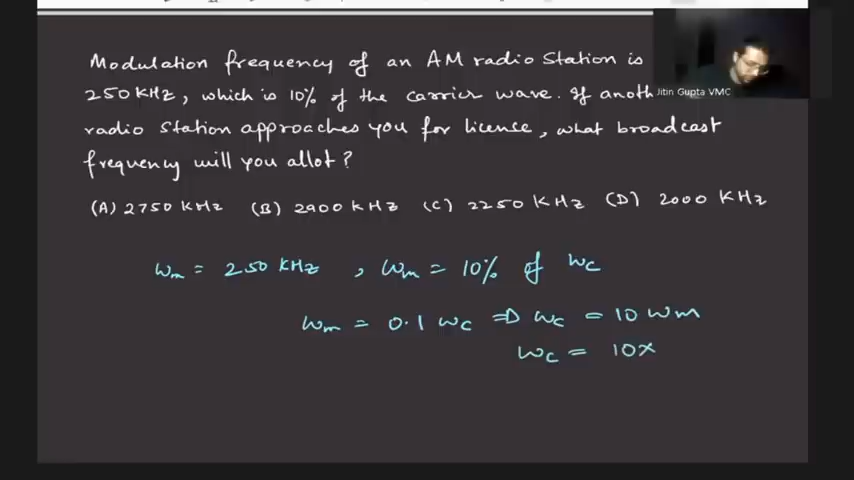 Modulation frequency of an AM radio station is
250 KHz, which is 10% of the carrier wave. If anoth
Jitin Gupta VMC
radio station approaches you for licence, what broadcast
frequency will you allot?
(A) 2750 KHz (B) 2900 KHz (C) 2250 KHz (D) 2000 KHz
ωm = 250 KHz , ωm = 10% of ωc
ωm = 0.1 ωc ⇒ ωc = 10 ωm
ωc = 10×